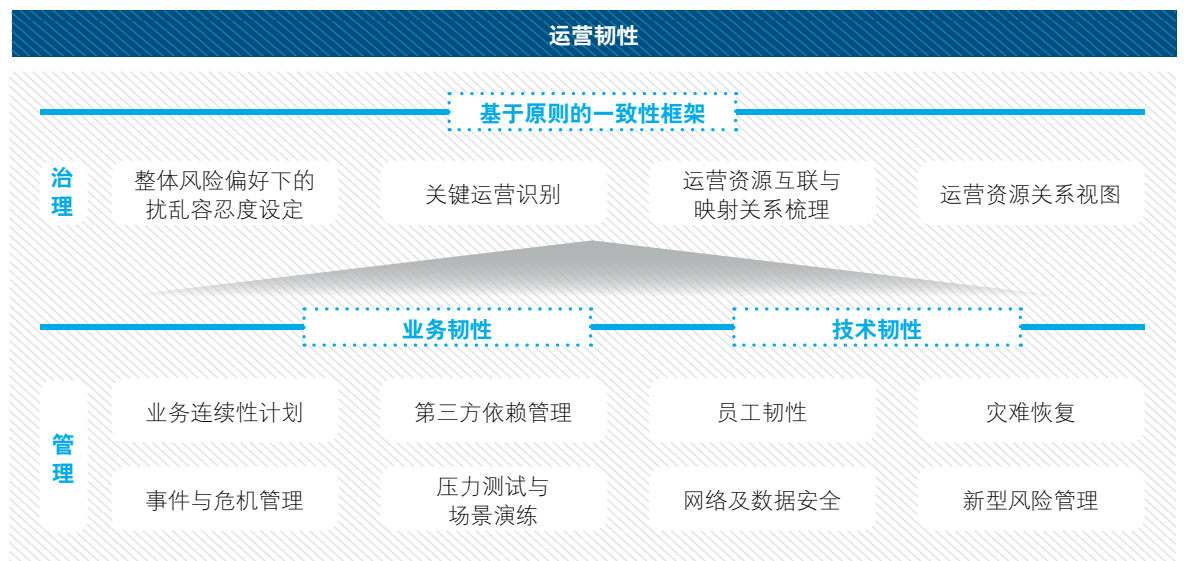 运营韧性
基于原则的一致性框架
治
理
整体风险偏好下的
扰乱容忍度设定
关键运营识别
运营资源互联与
映射关系梳理
运营资源关系视图
业务韧性
技术韧性
管
理
业务连续性计划
第三方依赖管理
员工韧性
灾难恢复
事件与危机管理
压力测试与
场景演练
网络及数据安全
新型风险管理